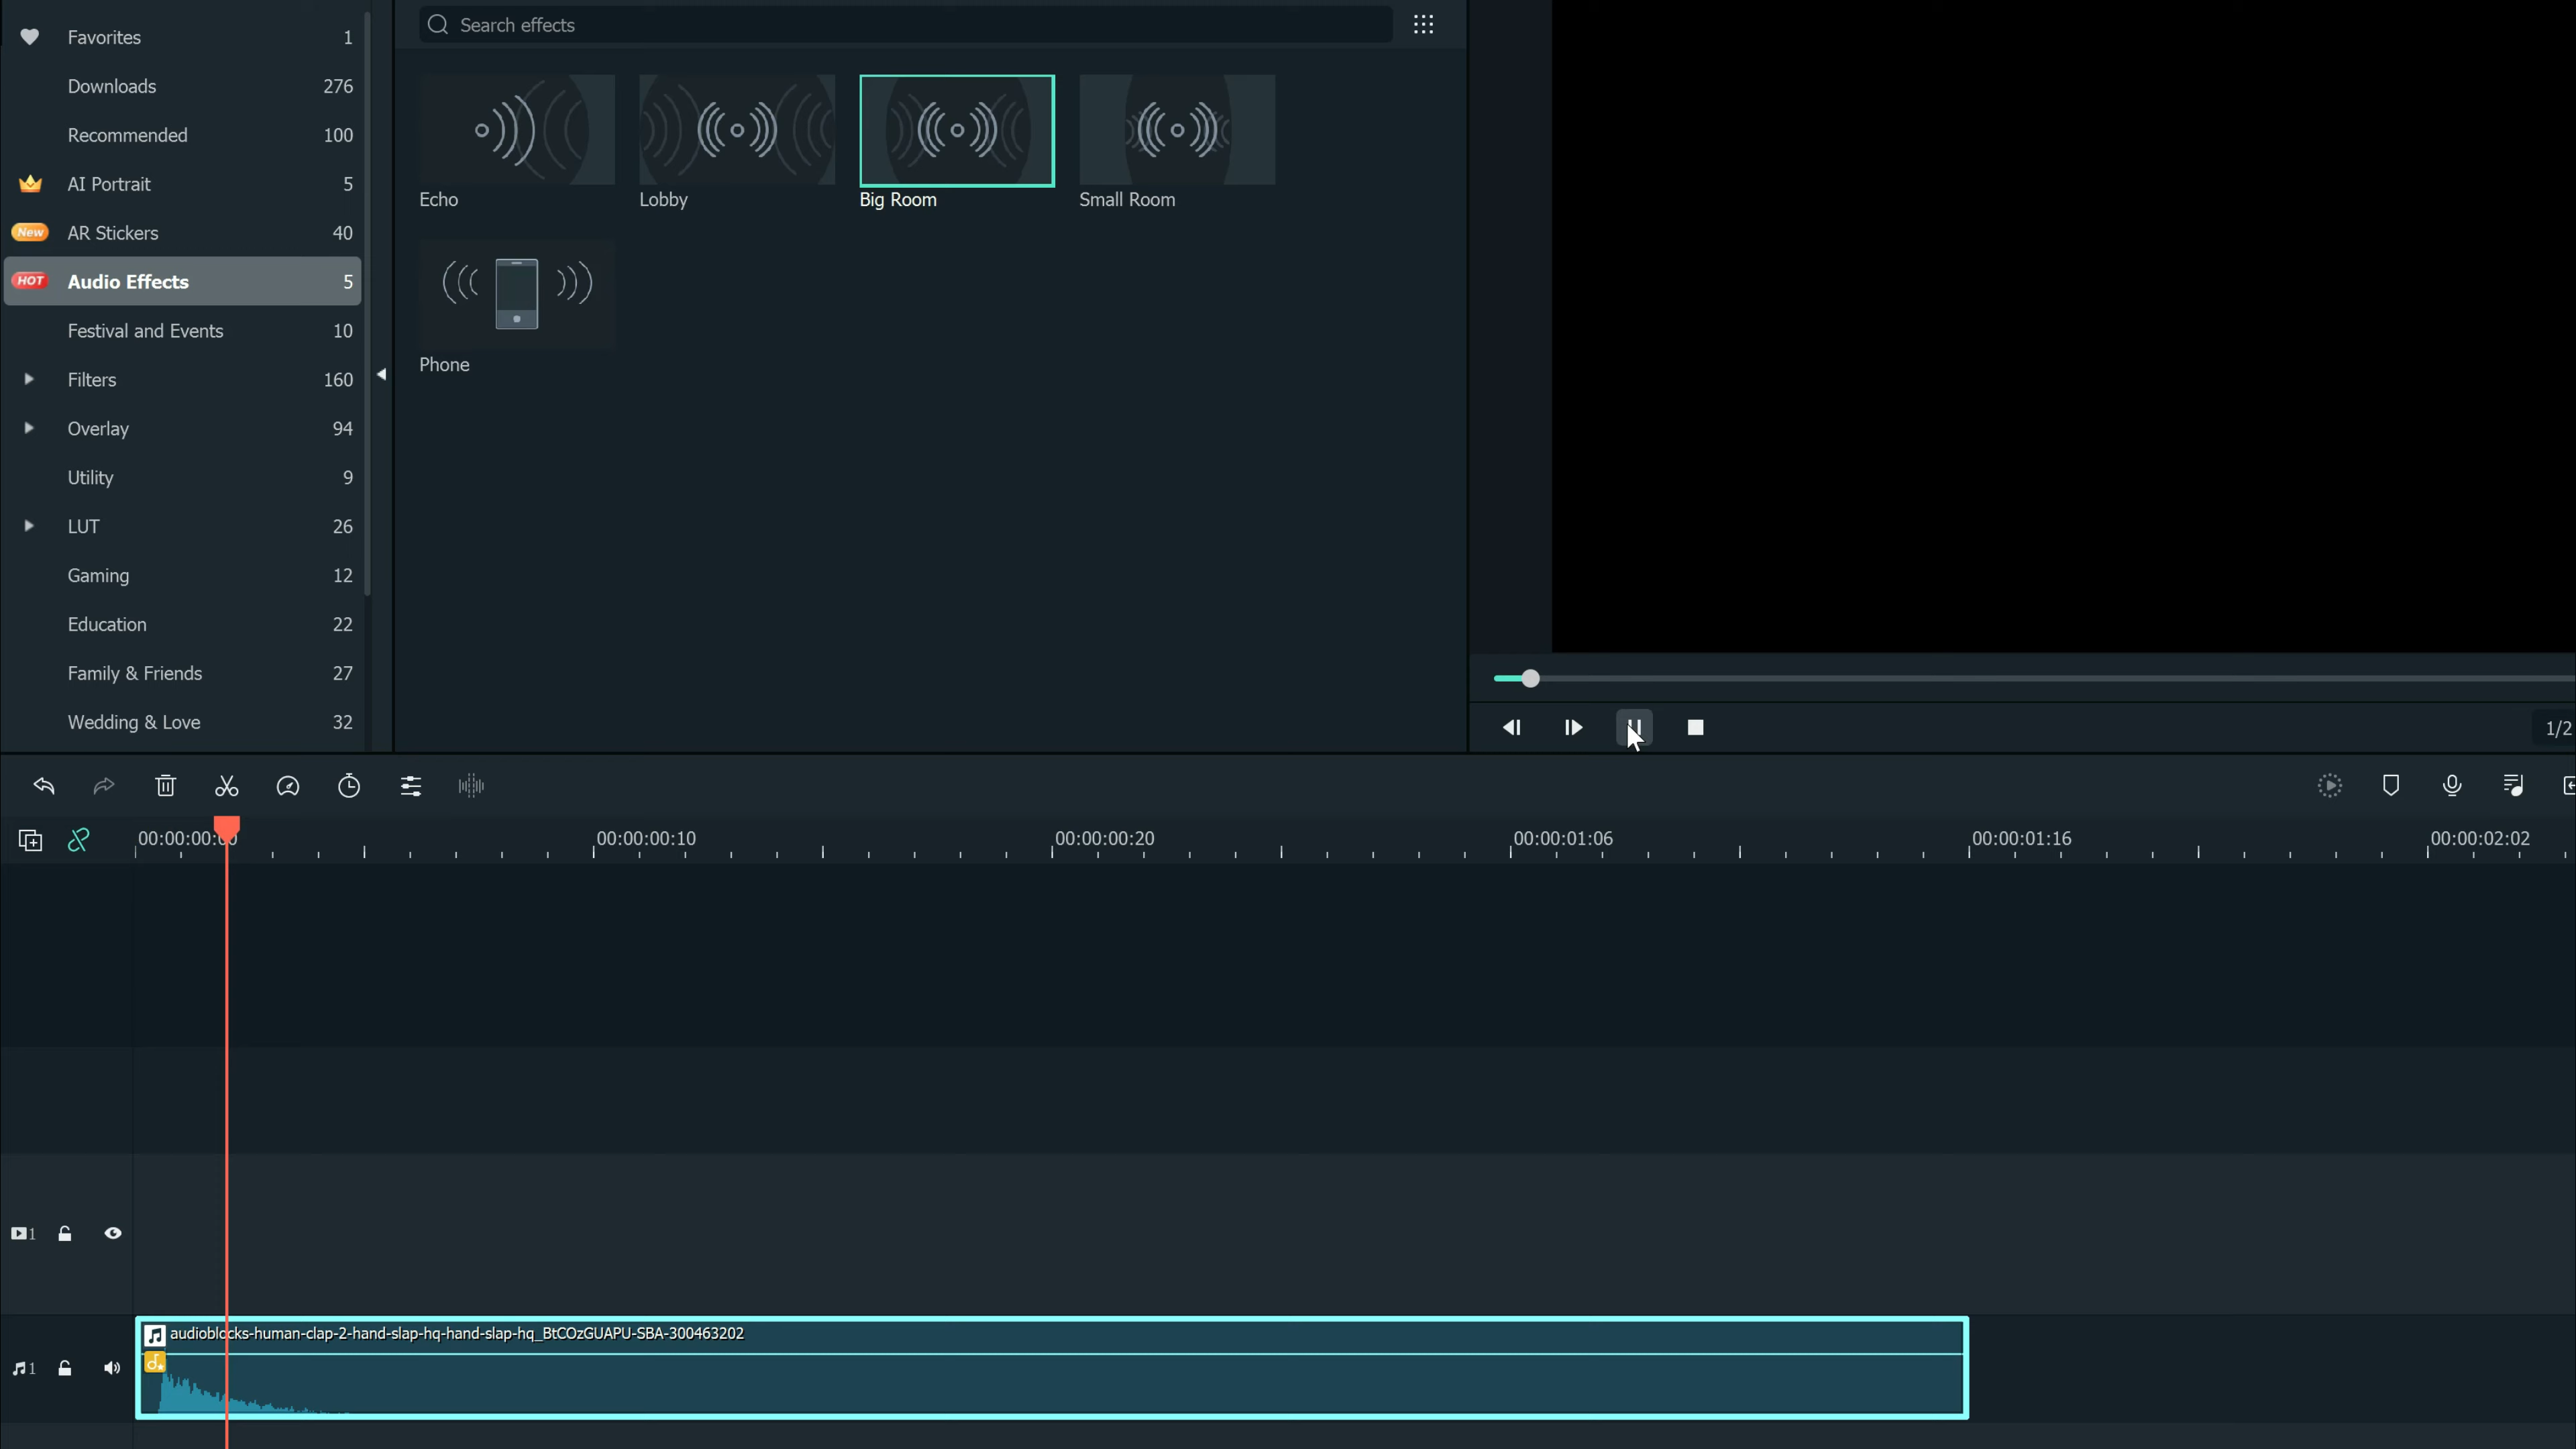 Favorites 1
Downloads 276
Recommended 100
AI Portrait 5
New AR Stickers 40
HOT Audio Effects 5
Festival and Events 10
Filters 160
Overlay 94
Utility 9
LUT 26
Gaming 12
Education 22
Family & Friends 27
Wedding & Love 32
Search effects
Echo
Lobby
Big Room
Small Room
Phone
1/2
00:00:00:00
00:00:00:10
00:00:00:20
00:00:01:06
00:00:01:16
00:00:02:02
1
audioblocks-human-clap-2-hand-slap-hq-hand-slap-hq_BtCOzGUAPU-SBA-300463202
1